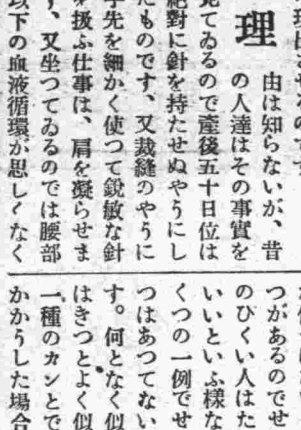 理
由は知らないが、昔
の人達はその事實を
見てゐるので產後五十日位は
絕對に針を持たせぬやうにし
たものです、又裁縫のやうに
手先を細かく使つて銳敏な針
を扱ふ仕事は、肩を凝らせま
す、又坐つてゐるのでは腰部
以下の血液循環が思しくなく
つがあるのでせ
のひくい人はた
いいといふ樣な
くつの一例でせ
つはあつてない
す。何となく似
はきつとよく似
一種のカンとで
かかうした場合